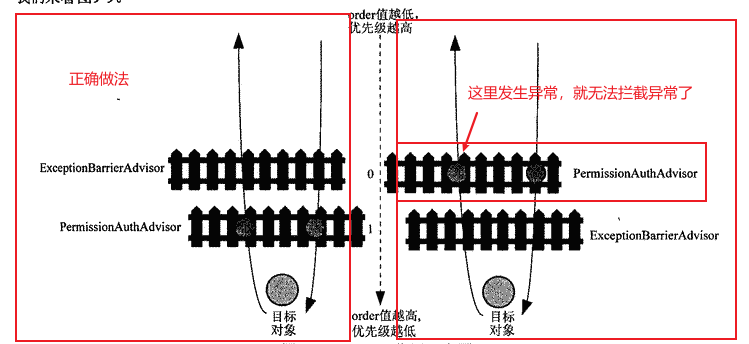 order值越低，
优先级越高
正确做法
这里发生异常，就无法拦截异常了
ExceptionBarrierAdvisor
0
PermissionAuthAdvisor
PermissionAuthAdvisor
1
ExceptionBarrierAdvisor
目标
对象
order值越高，
优先级越低
目标
对象